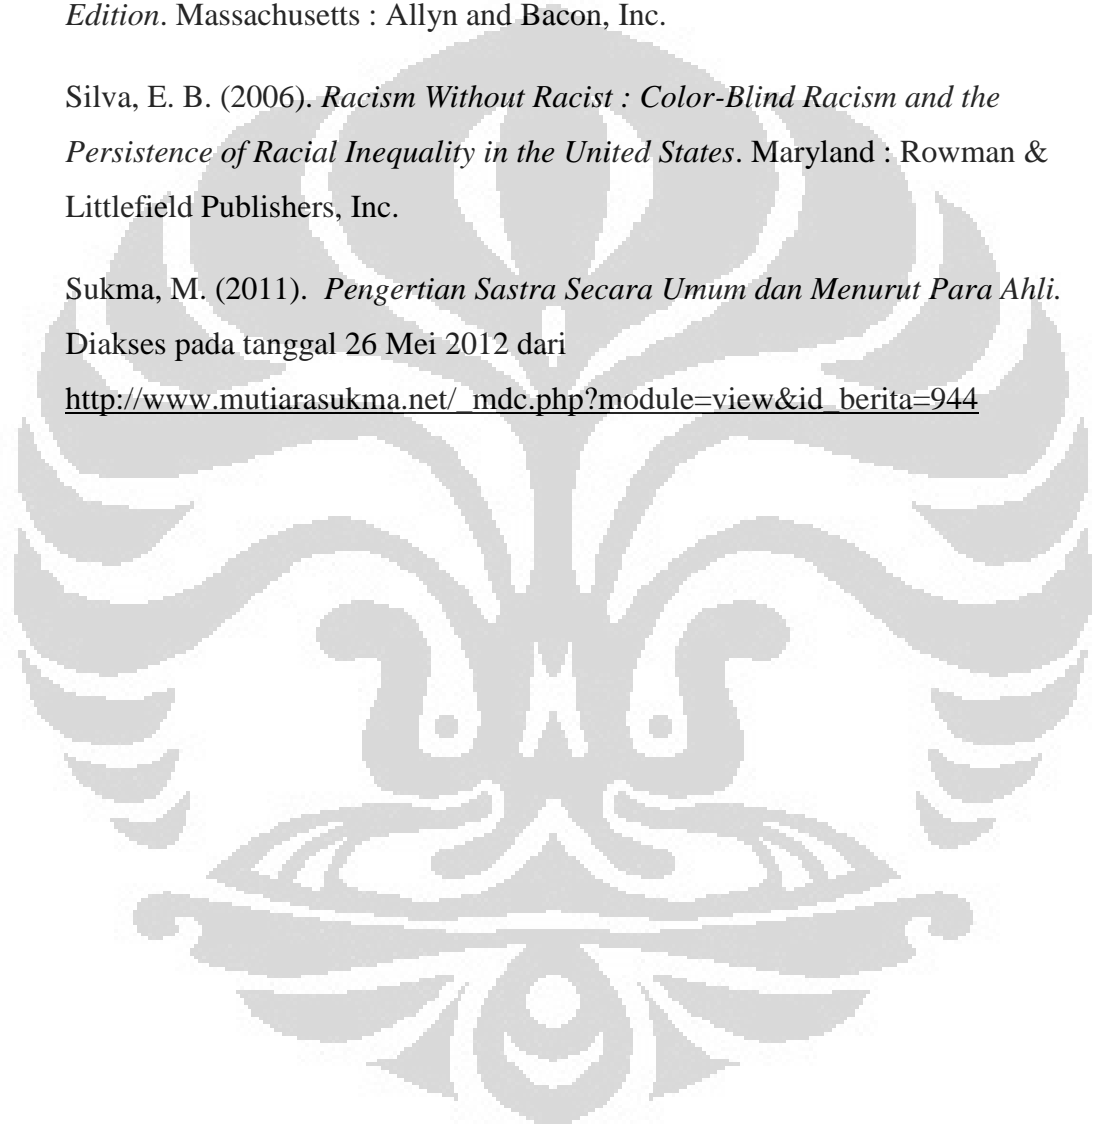 Edition. Massachusetts : Allyn and Bacon, Inc.
Silva, E. B. (2006). Racism Without Racist : Color-Blind Racism and the
Persistence of Racial Inequality in the United States. Maryland : Rowman &
Littlefield Publishers, Inc.
Sukma, M. (2011). Pengertian Sastra Secara Umum dan Menurut Para Ahli.
Diakses pada tanggal 26 Mei 2012 dari
http://www.mutiarasukma.net/_mdc.php?module=view&id_berita=944